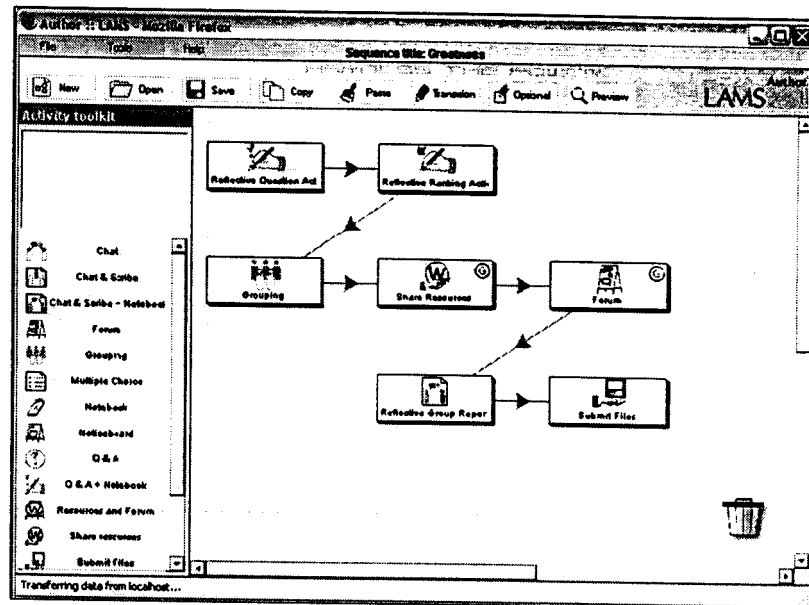 Author :: LAMS - Mozilla Firefox
File Tools Help Sequence title: Greatness
New Open Save Copy Paste Transition Optional Preview LAMS Author
Activity toolkit
Reflective Question Act
Reflective Ranking Activ
Chat
Chat & Scribe
Chat & Scribe - Notebook
Forum
Grouping
Multiple Choice
Notebook
Noticeboard
Q & A
Q & A + Notebook
Resources and Forum
Share resources
Submit files
Grouping
Share Resources
G
Forum
G
Reflective Group Repor
Submit Files
Transferring data from localhost...